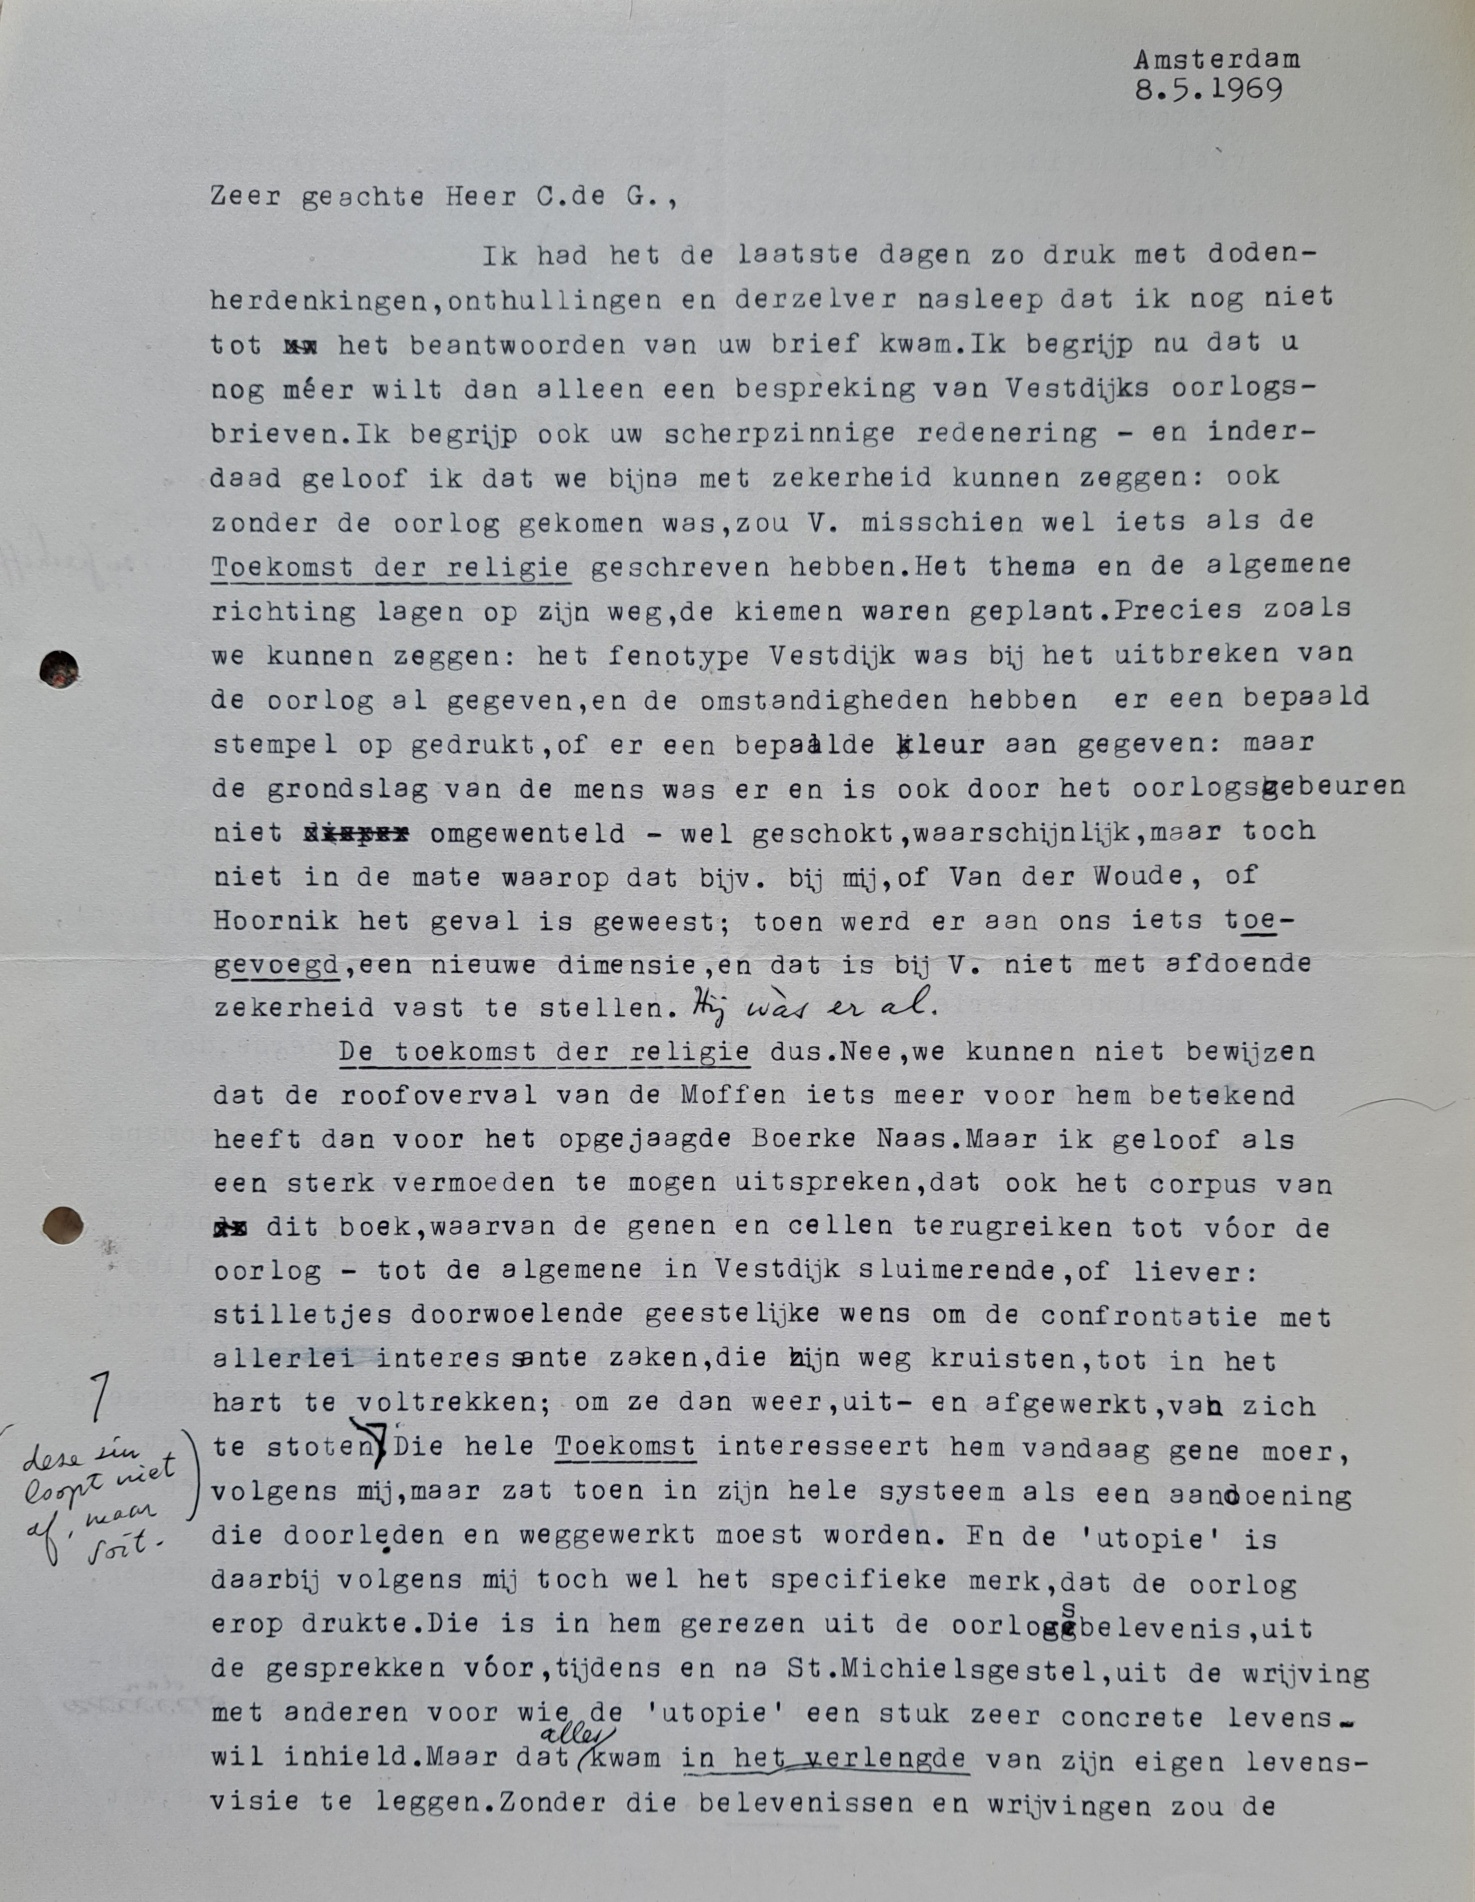 Amsterdam
8.5.1969
Zeer geachte Heer C.de G.,
Ik had het de laatste dagen zo druk met doden-
herdenkingen,onthullingen en derzelver nasleep dat ik nog niet
tot het beantwoorden van uw brief kwam.Ik begrijp nu dat u
nog méer wilt dan alleen een bespreking van Vestdijks oorlogs-
brieven.Ik begrijp ook uw scherpzinnige redenering - en inder-
daad geloof ik dat we bijna met zekerheid kunnen zeggen: ook
zonder de oorlog gekomen was,zou V. misschien wel iets als de
Toekomst der religie geschreven hebben.Het thema en de algemene
richting lagen op zijn weg,de kiemen waren geplant.Precies zoals
we kunnen zeggen: het fenotype Vestdijk was bij het uitbreken van
de oorlog al gegeven,en de omstandigheden hebben er een bepaald
stempel op gedrukt,of er een bepaalde kleur aan gegeven: maar
de grondslag van de mens was er en is ook door het oorlogsgebeuren
niet omgewenteld - wel geschokt,waarschijnlijk,maar toch
niet in de mate waarop dat bijv. bij mij,of Van der Woude, of
Hoornik het geval is geweest; toen werd er aan ons iets toe-
gevoegd,een nieuwe dimensie,en dat is bij V. niet met afdoende
zekerheid vast te stellen. Hij wàs er al.
De toekomst der religie dus.Nee,we kunnen niet bewijzen
dat de roofoverval van de Moffen iets meer voor hem betekend
heeft dan voor het opgejaagde Boerke Naas.Maar ik geloof als
een sterk vermoeden te mogen uitspreken,dat ook het corpus van
dit boek,waarvan de genen en cellen terugreiken tot vóor de
oorlog - tot de algemene in Vestdijk sluimerende,of liever:
stilletjes doorwoelende geestelijke wens om de confrontatie met
allerlei interessante zaken,die zijn weg kruisten,tot in het
hart te voltrekken; om ze dan weer,uit- en afgewerkt,van zich
te stoten Die hele Toekomst interesseert hem vandaag gene moer,
(deze zin
loopt niet
af, maar
soit.)
volgens mij,maar zat toen in zijn hele systeem als een aandoening
die doorleden en weggewerkt moest worden. En de 'utopie' is
daarbij volgens mij toch wel het specifieke merk,dat de oorlog
erop drukte.Die is in hem gerezen uit de oorlogsbelevenis,uit
de gesprekken vóor,tijdens en na St.Michielsgestel,uit de wrijving
met anderen voor wie de 'utopie' een stuk zeer concrete levens-
wil inhield.Maar dat alles kwam in het verlengde van zijn eigen levens-
visie te leggen.Zonder die belevenissen en wrijvingen zou de